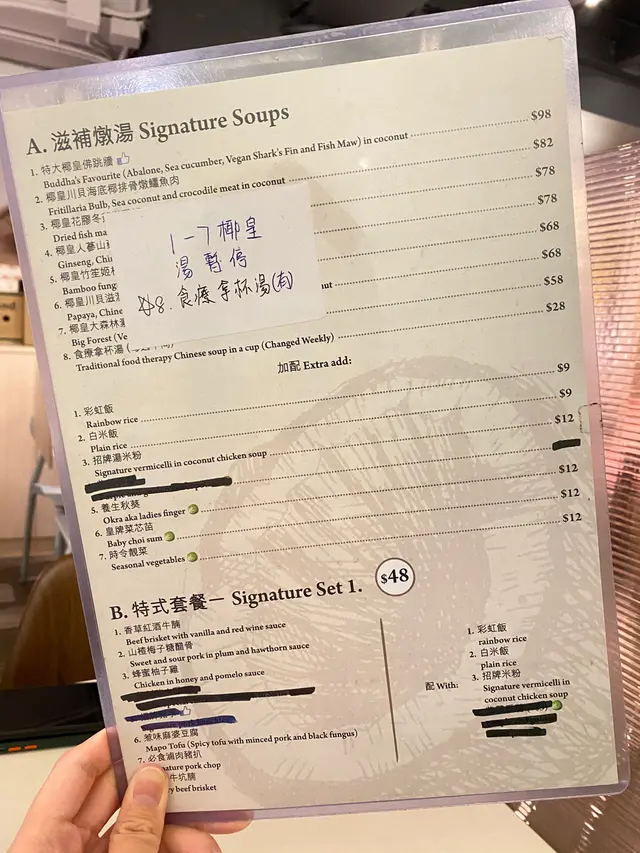 A. 滋補燉湯 Signature Soups
1. 特大椰皇佛跳牆
Buddha's Favourite (Abalone, Sea cucumber, Vegan Shark's Fin and Fish Maw) in coconut $98
2. 椰皇川貝海底椰排骨燉鱷魚肉
Fritillaria Bulb, Sea coconut and crocodile meat in coconut $82
3. 椰皇花膠
Dried fish $78
4. 椰皇人蔘山
Ginseng, $78
5. 椰皇竹笙姬
Bamboo $68
6. 椰皇川貝滋
Papaya, $68
7. 椰皇大森林
Big Forest $58
1-7椰皇
湯暫停
8. 食療拿杯湯(有)
8. 食療拿杯湯
Traditional food therapy Chinese soup in a cup (Changed Weekly) $28
加配 Extra add:
1. 彩虹飯
Rainbow rice $9
2. 白米飯
Plain rice $9
3. 招牌湯米粉
Signature vermicelli in coconut chicken soup $12
5. 養生秋葵
Okra aka ladies finger $12
6. 皇牌菜芯苗
Baby choi sum $12
7. 時令靚菜
Seasonal vegetables $12
B. 特式套餐一 Signature Set 1. $48
1. 香草紅酒牛腩
Beef brisket with vanilla and red wine sauce
2. 山楂梅子糖醋骨
Sweet and sour pork in plum and hawthorn sauce
3. 蜂蜜柚子雞
Chicken in honey and pomelo sauce
6. 惹味麻婆豆腐
Mapo Tofu (Spicy tofu with minced pork and black fungus)
7. 必食滷肉豬扒
nature pork chop
牛坑腩
ry beef brisket
配 With:
1. 彩虹飯
rainbow rice
2. 白米飯
plain rice
3. 招牌米粉
Signature vermicelli in
coconut chicken soup